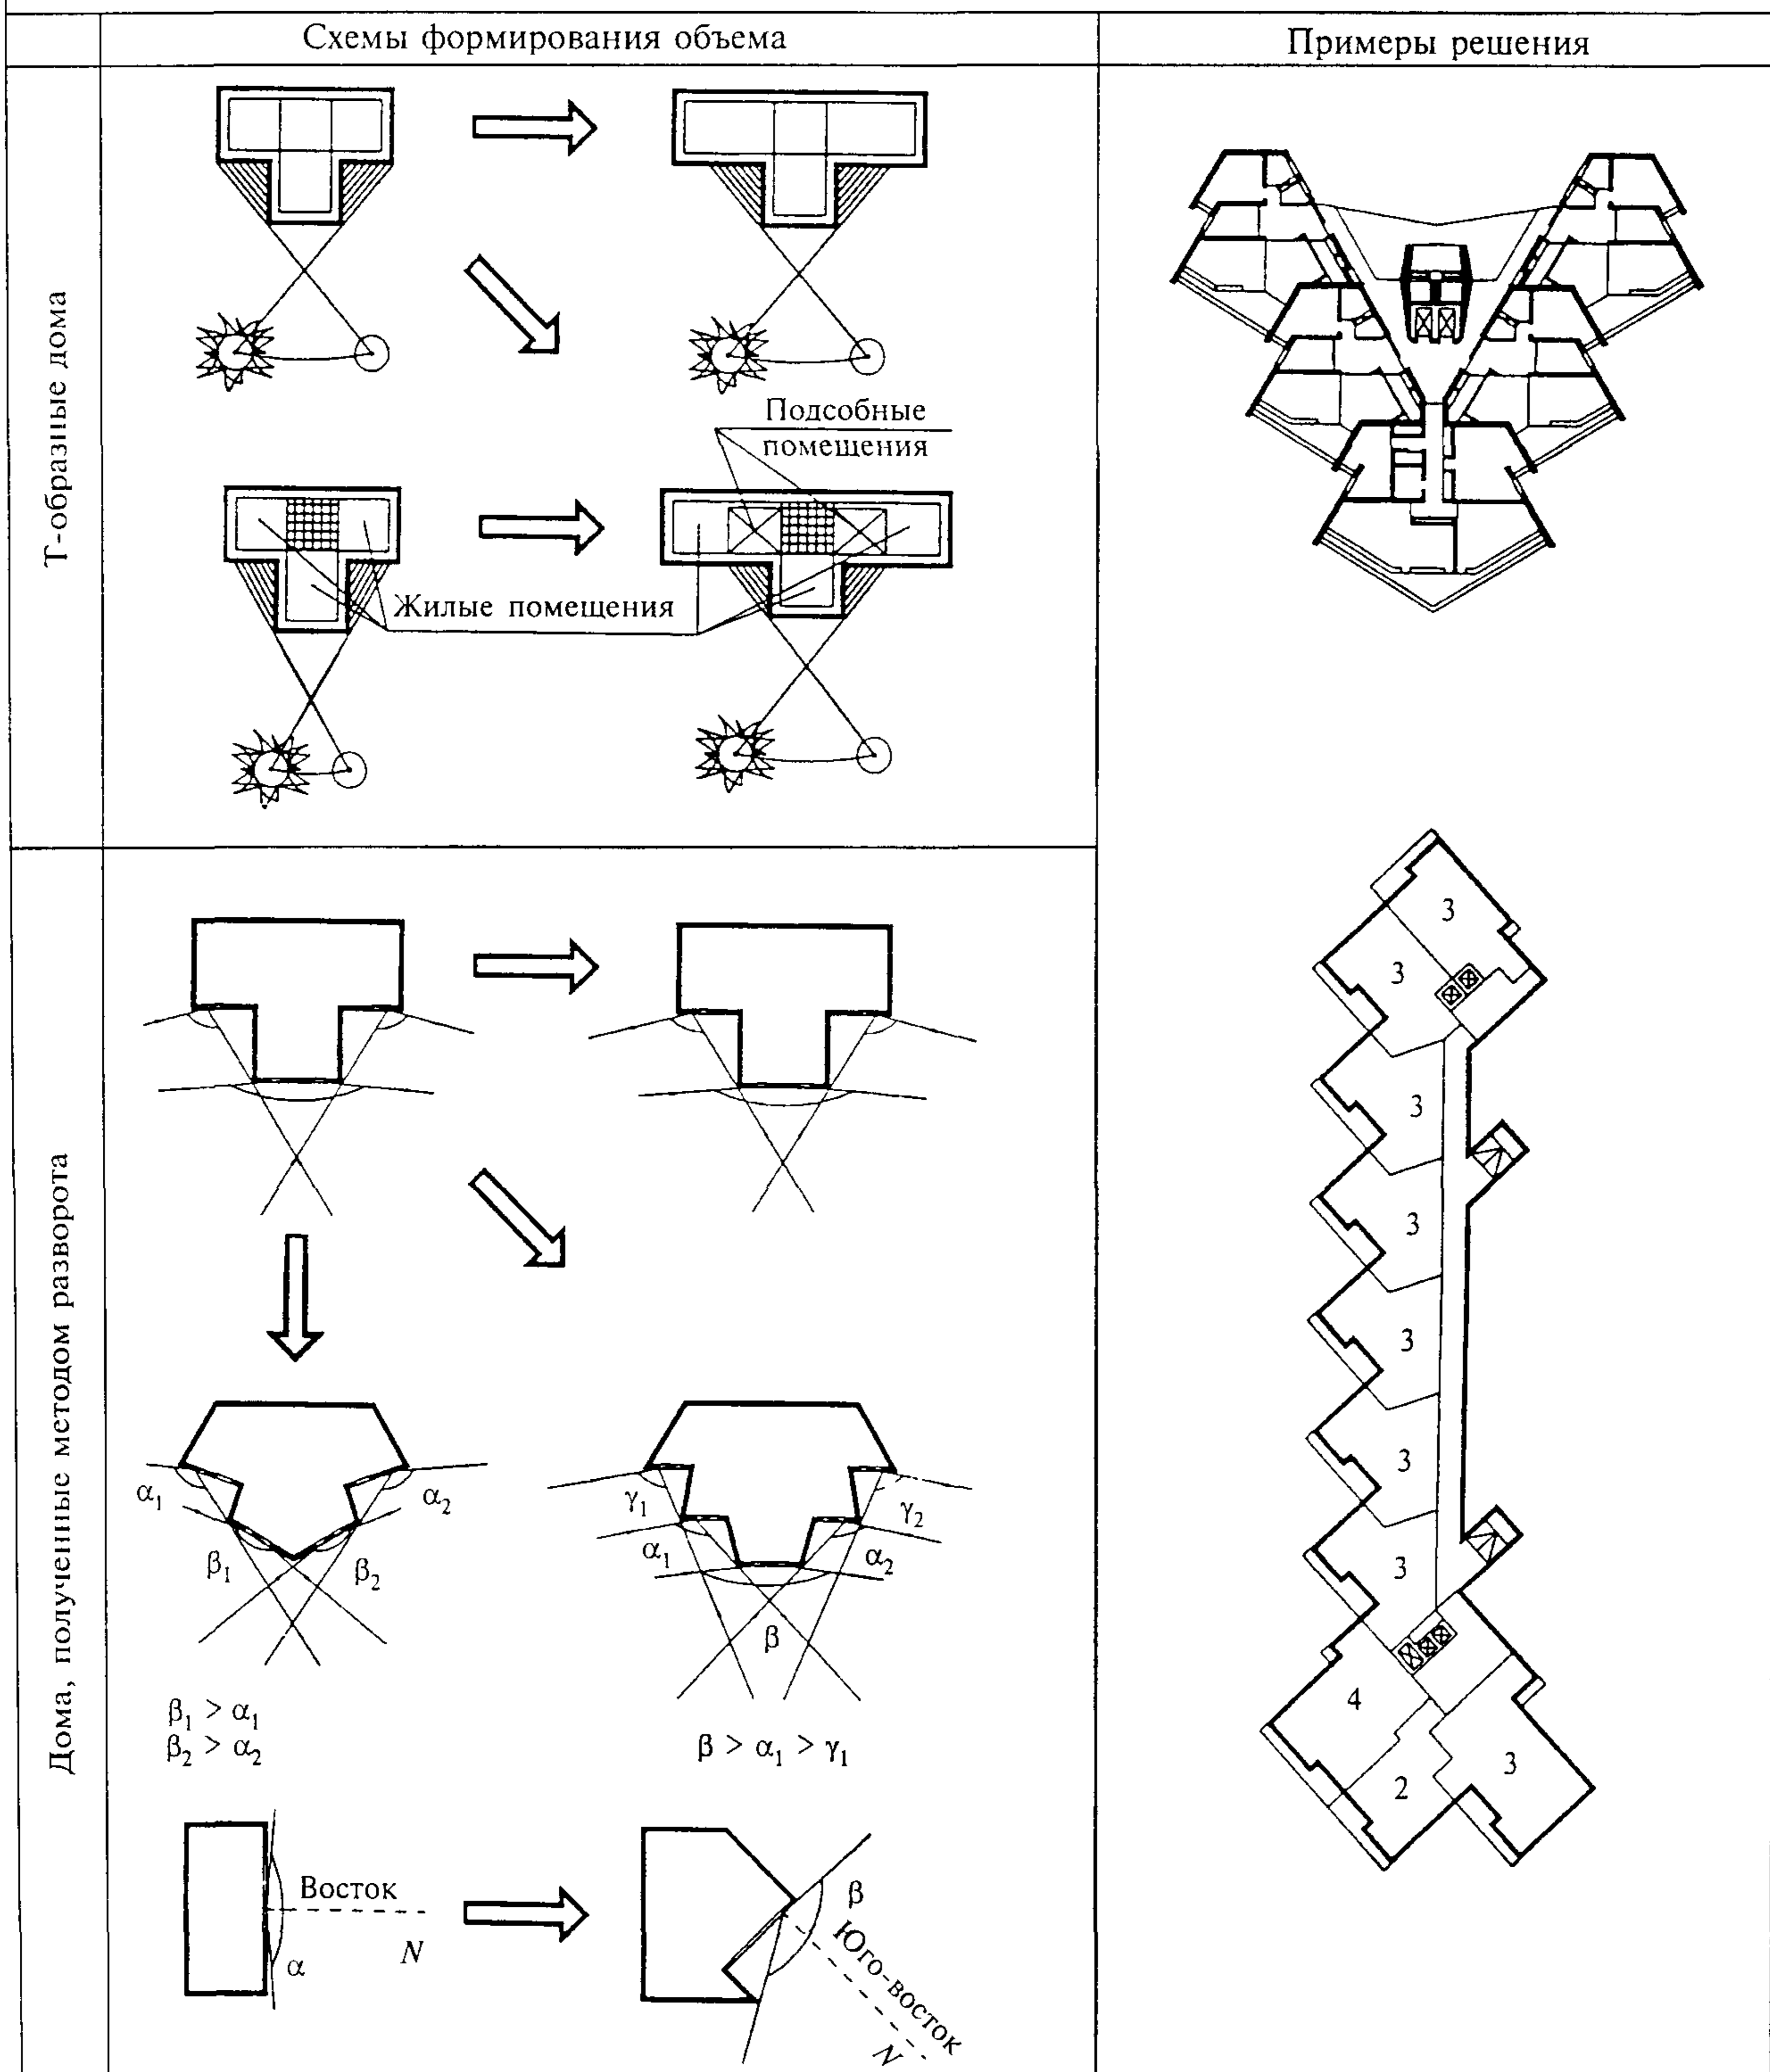 Схемы формирования объема
Примеры решения
Т-образные дома
Подсобные
помещения
Жилые помещения
Дома, полученные методом разворота
α₁
α₂
β₁
β₂
β₁ > α₁
β₂ > α₂
γ₁
γ₂
α₁
α₂
β
β > α₁ > γ₁
Восток
N
α
β
Юго-восток
N
3
3
3
3
3
3
3
4
2
3